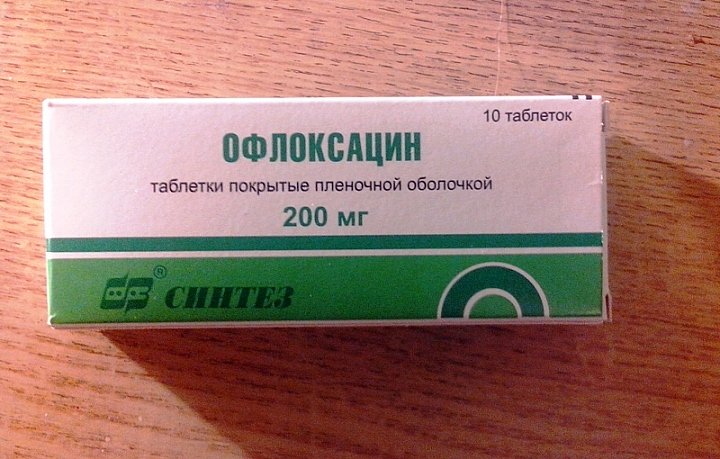 10 таблеток
ОФЛОКСАЦИН
таблетки покрытые пленочной оболочкой
200 мг
® СИНТЕЗ